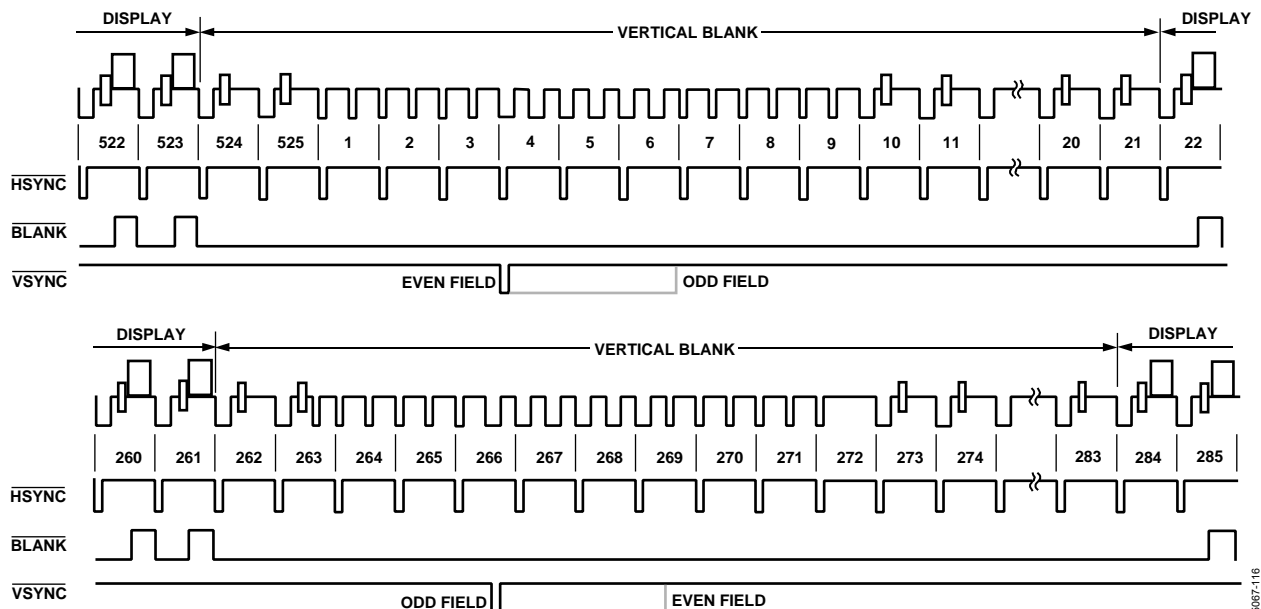 DISPLAY VERTICAL BLANK DISPLAY
522 523 524 525 1 2 3 4 5 6 7 8 9 10 11 20 21 22
HSYNC
BLANK
VSYNC
EVEN FIELD ODD FIELD
DISPLAY VERTICAL BLANK DISPLAY
260 261 262 263 264 265 266 267 268 269 270 271 272 273 274 283 284 285
HSYNC
BLANK
VSYNC
ODD FIELD EVEN FIELD